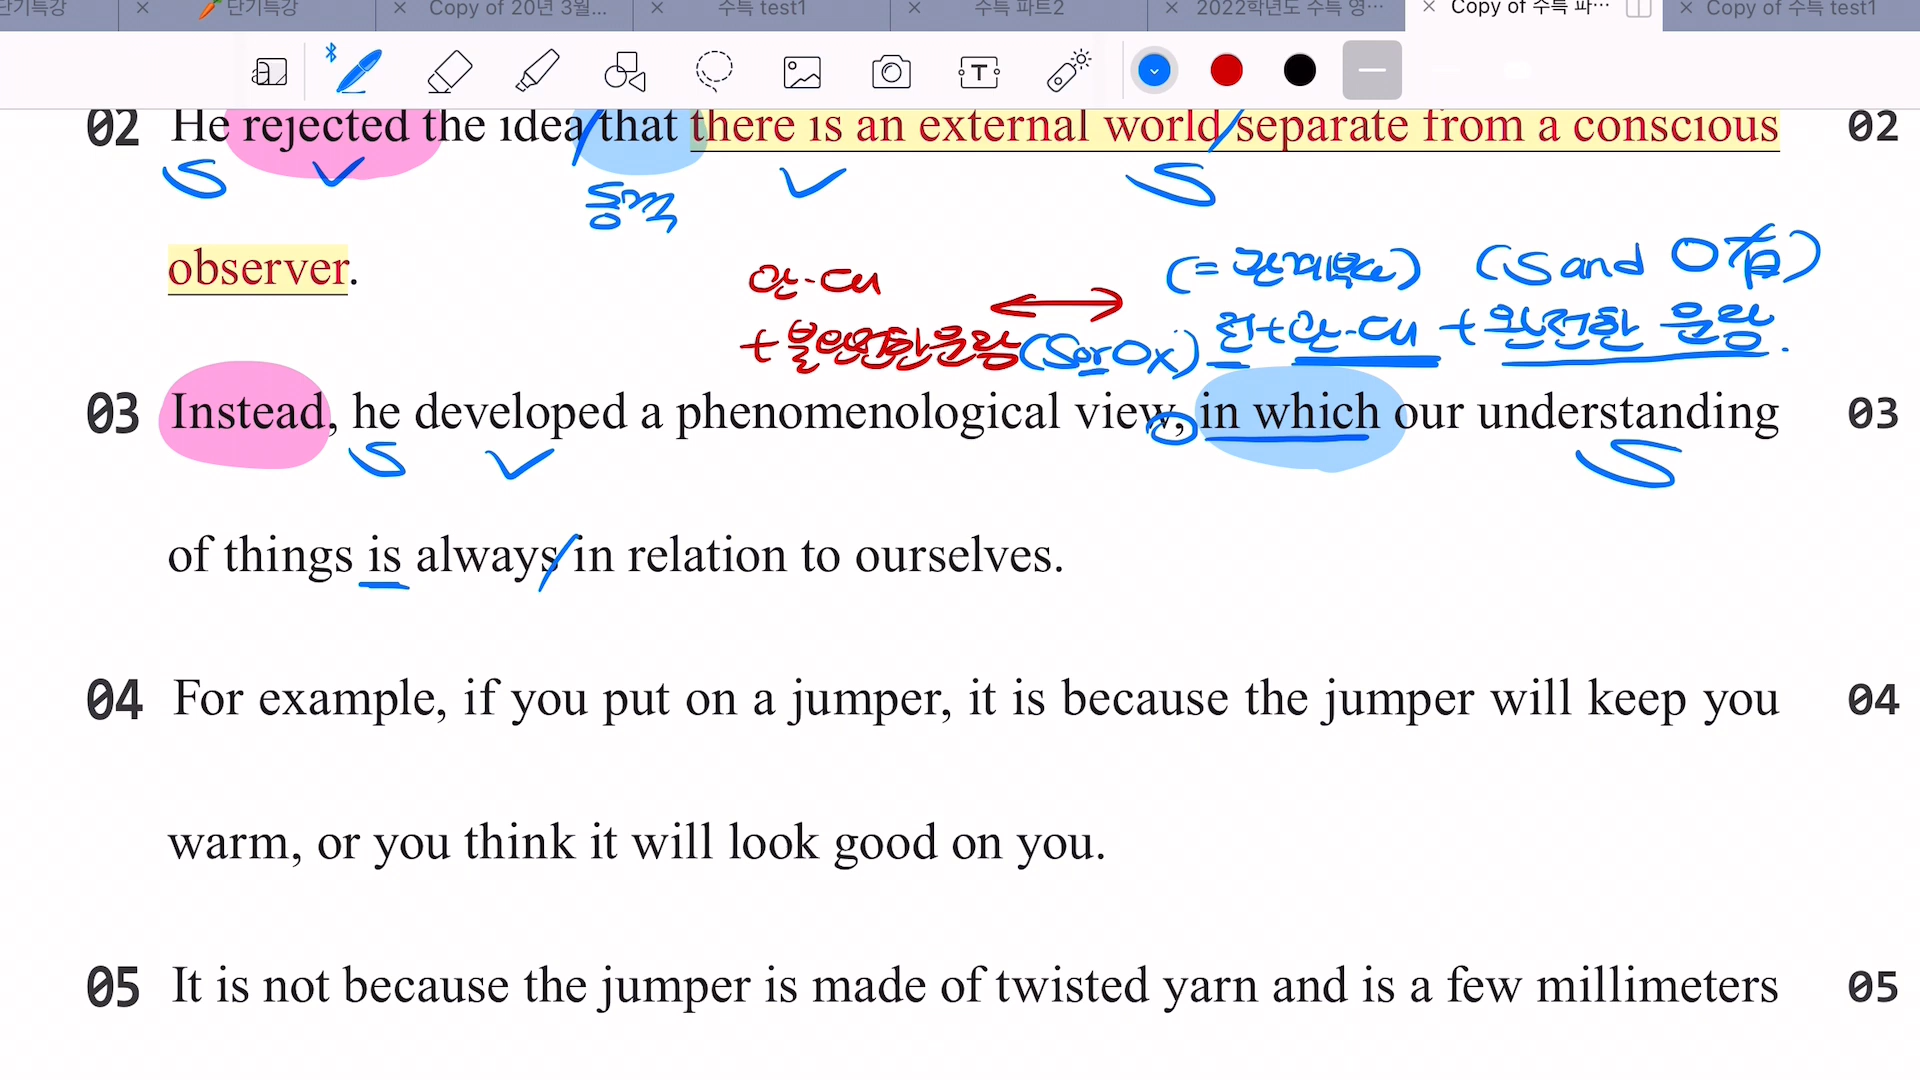 단기특강
단기특강
Copy of 20년 3월...
수특 test1
수특 파트2
2022학년도 수특 영...
Copy of 수특 파...
Copy of 수특 test1
02 He rejected the idea / that there is an external world / separate from a conscious 02
S V 동격 V S
observer.
관·대 (= 관계부사) (S and O 有)
+ 불완전한 문장 (S or O X) 전+관·대 + 완전한 문장.
03 Instead, he developed a phenomenological view, in which our understanding 03
S V S
of things is always / in relation to ourselves.
04 For example, if you put on a jumper, it is because the jumper will keep you 04
warm, or you think it will look good on you.
05 It is not because the jumper is made of twisted yarn and is a few millimeters 05